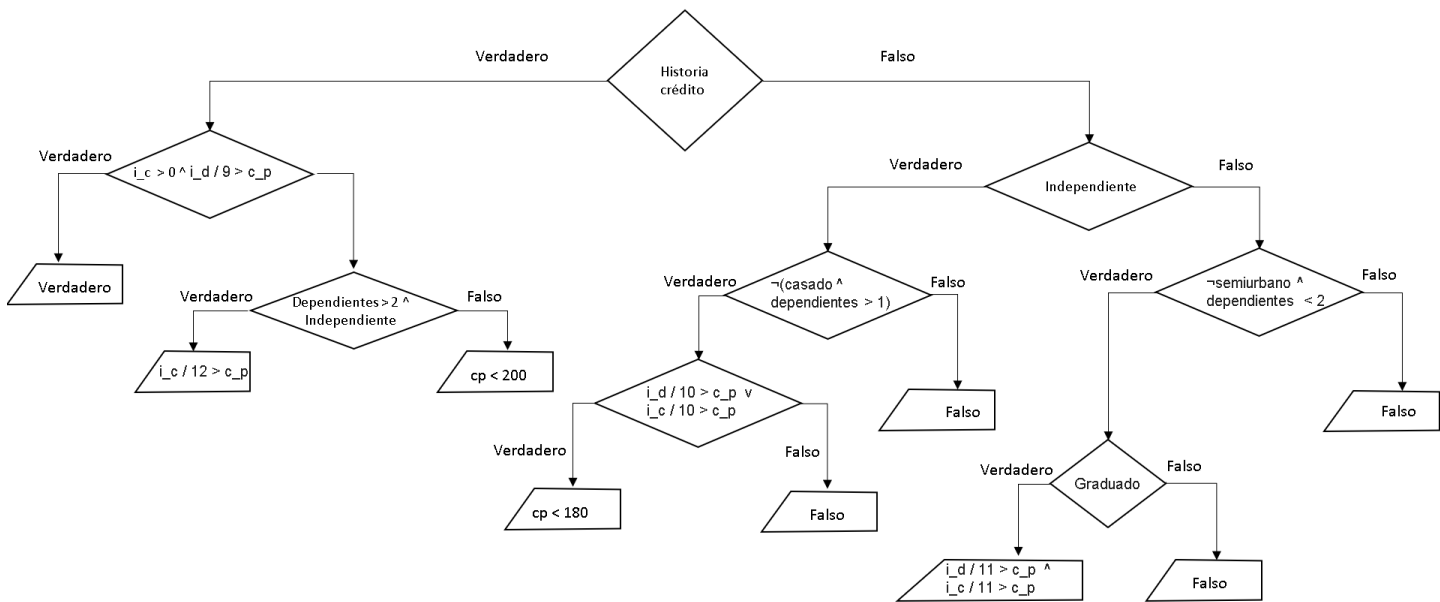 Verdadero
Falso
Historia
crédito
Verdadero
i_c > 0 ^ i_d / 9 > c_p
Verdadero
Falso
Independiente
Verdadero
Verdadero
Dependientes > 2 ^
Independiente
Falso
i_c / 12 > c_p
cp < 200
Verdadero
¬(casado ^
dependientes > 1)
Falso
Verdadero
¬semiurbano ^
dependientes < 2
Falso
i_d / 10 > c_p v
i_c / 10 > c_p
Falso
Falso
Verdadero
Falso
cp < 180
Falso
Verdadero
Graduado
Falso
i_d / 11 > c_p ^
i_c / 11 > c_p
Falso